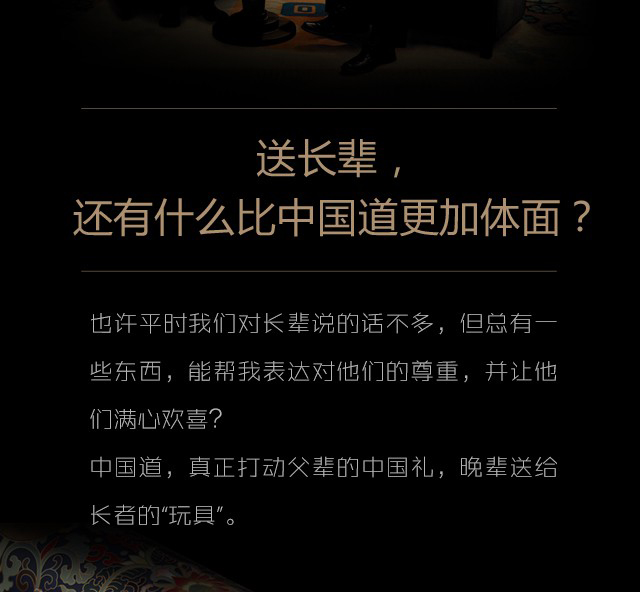 送长辈，
还有什么比中国道更加体面？
也许平时我们对长辈说的话不多，但总有一
些东西，能帮我表达对他们的尊重，并让他
们满心欢喜？
中国道，真正打动父辈的中国礼，晚辈送给
长者的“玩具”。